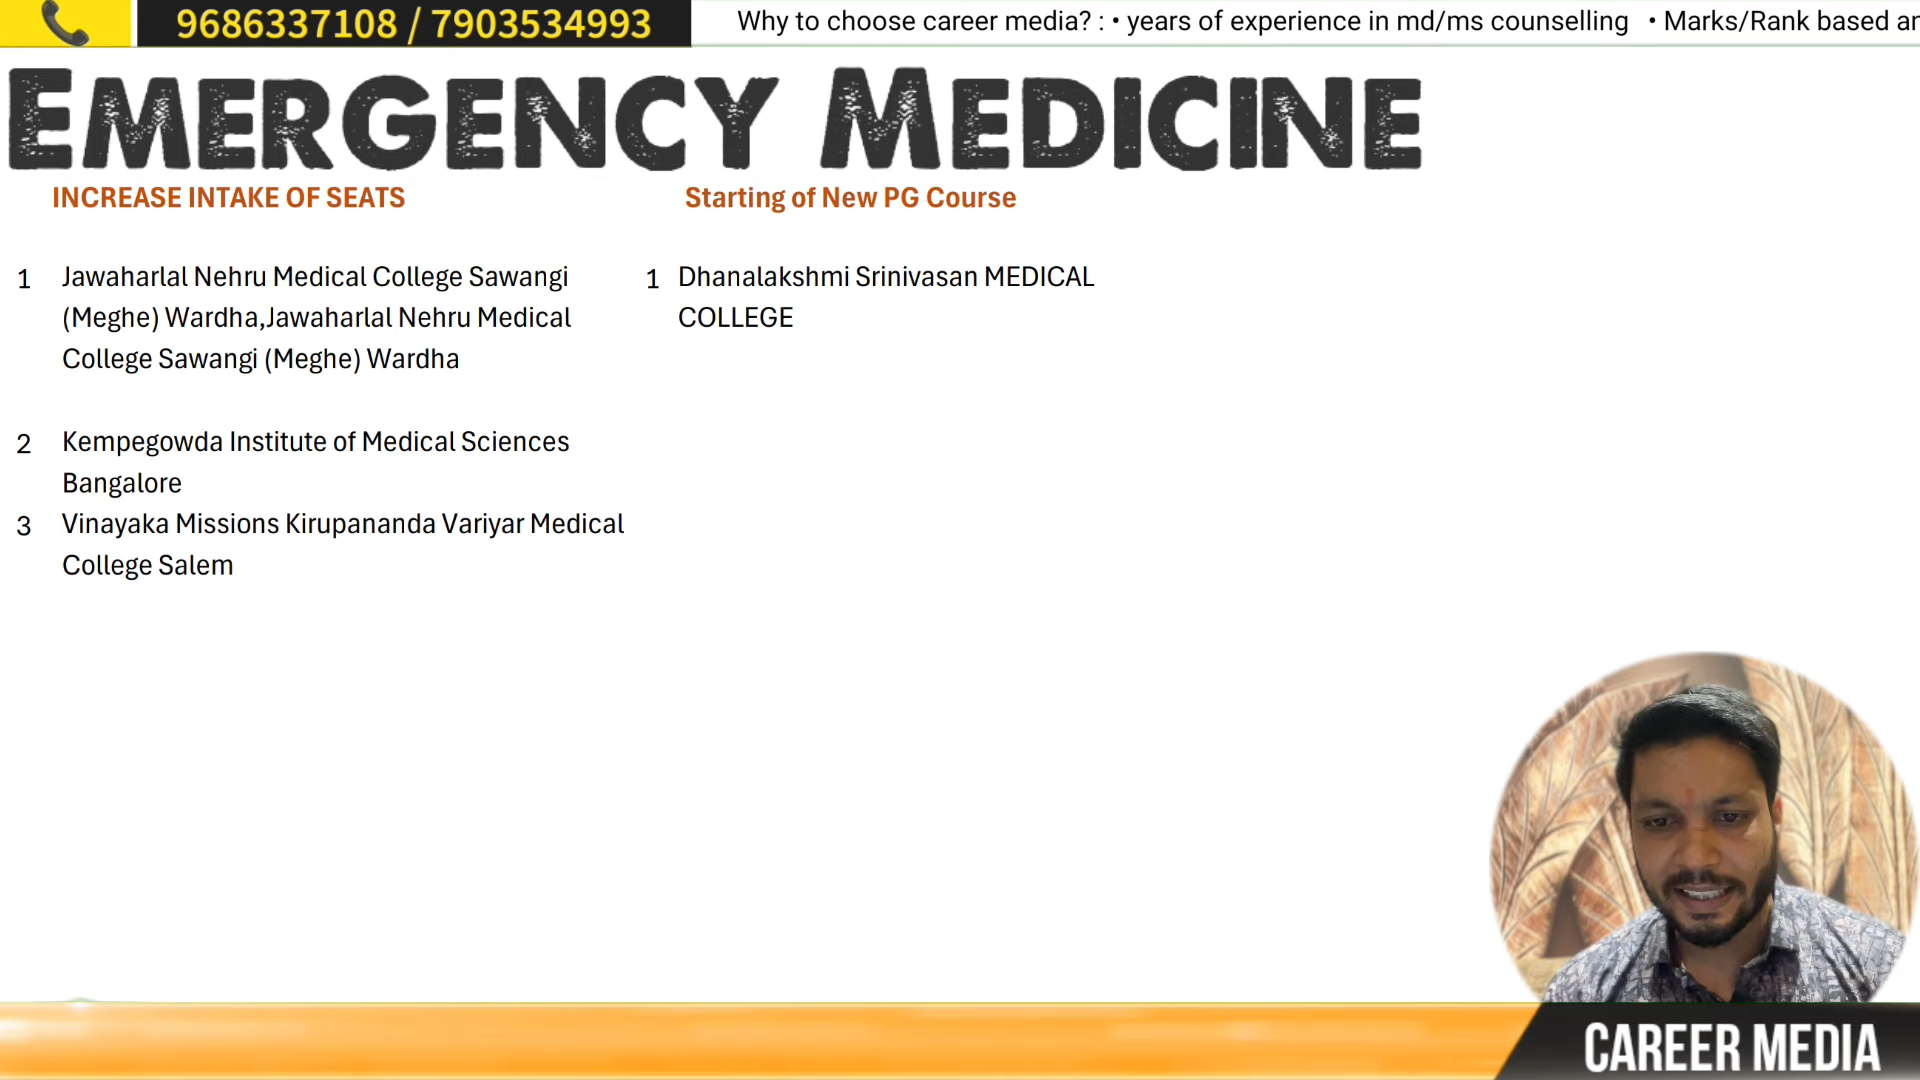 9686337108 / 7903534993
Why to choose career media? : • years of experience in md/ms counselling • Marks/Rank based
EMERGENCY MEDICINE
INCREASE INTAKE OF SEATS
1 Jawaharlal Nehru Medical College Sawangi
(Meghe) Wardha,Jawaharlal Nehru Medical
College Sawangi (Meghe) Wardha
2 Kempegowda Institute of Medical Sciences
Bangalore
3 Vinayaka Missions Kirupananda Variyar Medical
College Salem
Starting of New PG Course
1 Dhanalakshmi Srinivasan MEDICAL
COLLEGE
CAREER MEDIA